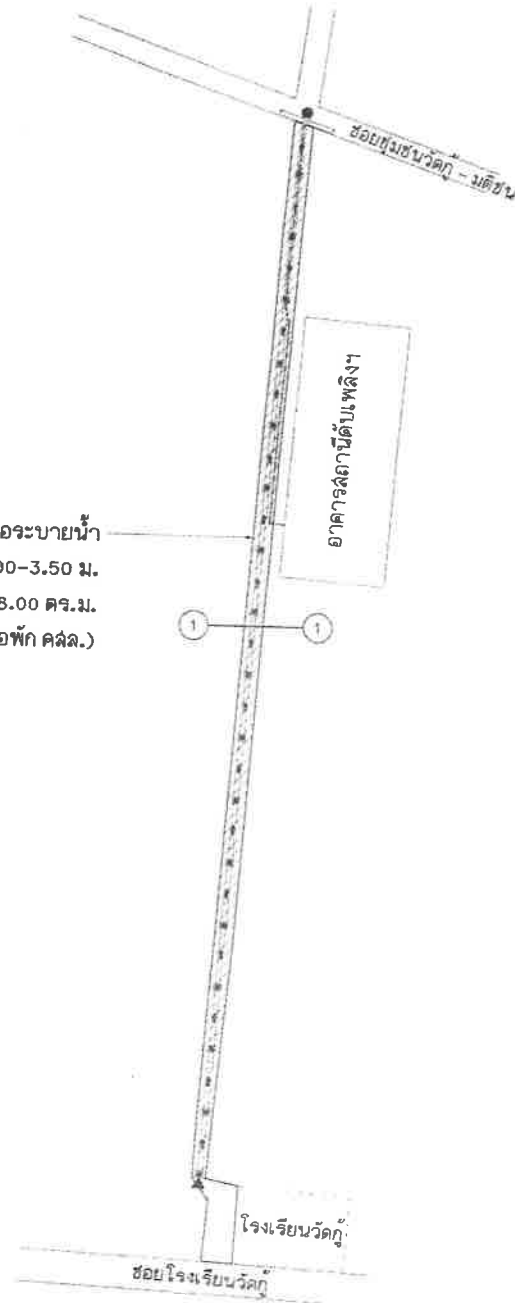 ซอยชุมชนวัดกู้ - มติชน
อาคารสถานีดับเพลิงฯ
อระบายน้ำ
00-3.50 ม.
8.00 ตร.ม.
อพัก คสล.)
1
1
โรงเรียนวัดกู้
ซอยโรงเรียนวัดกู้